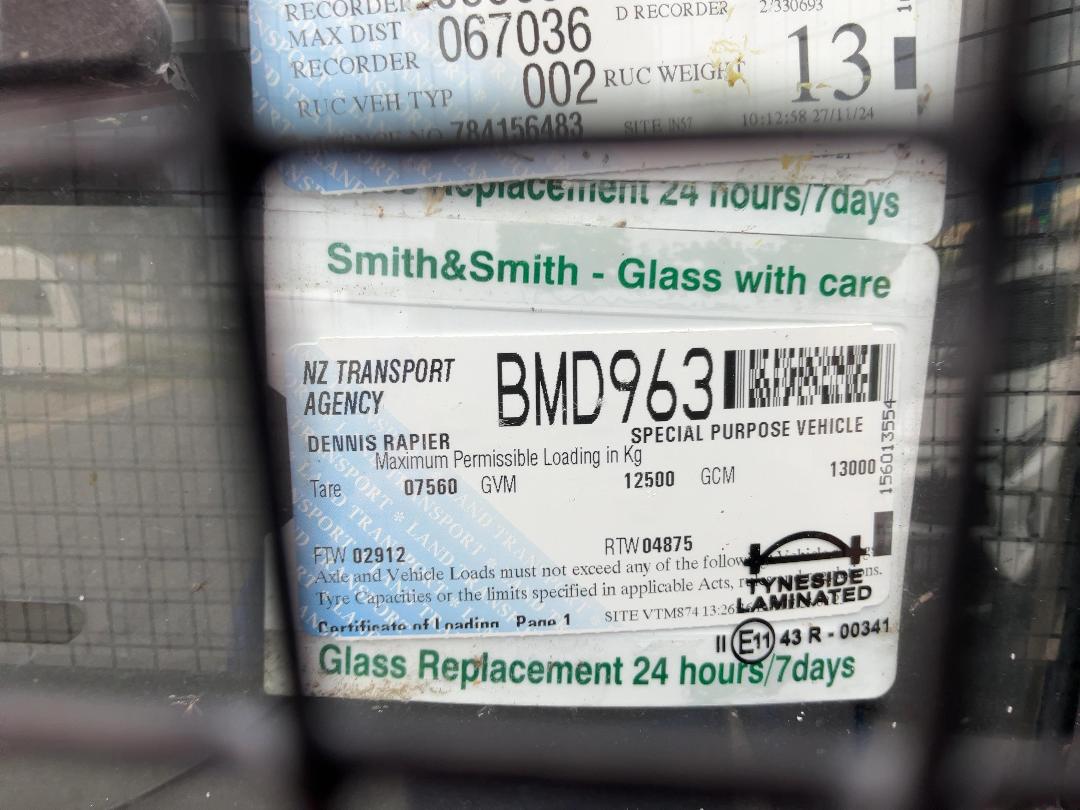 RECORDER
D RECORDER 2/330693
MAX DIST
RECORDER 067036
RUC VEH TYP 002 RUC WEIGHT 13
NO 784156483 SITE INST 10:12:58 27/11/24
Replacement 24 hours/7days
Smith&Smith - Glass with care
NZ TRANSPORT
AGENCY
BMD963
DENNIS RAPIER SPECIAL PURPOSE VEHICLE
Maximum Permissible Loading in Kg
Tare 07560 GVM 12500 GCM 13000
156013554
FTW 02912 RTW 04875
Axle and Vehicle Loads must not exceed any of the
Tyre Capacities or the limits specified in applicable Acts,
Certificate of Loading Page 1 SITE VTM874
TYNESIDE
LAMINATED
II E11 43 R - 00341
Glass Replacement 24 hours/7days